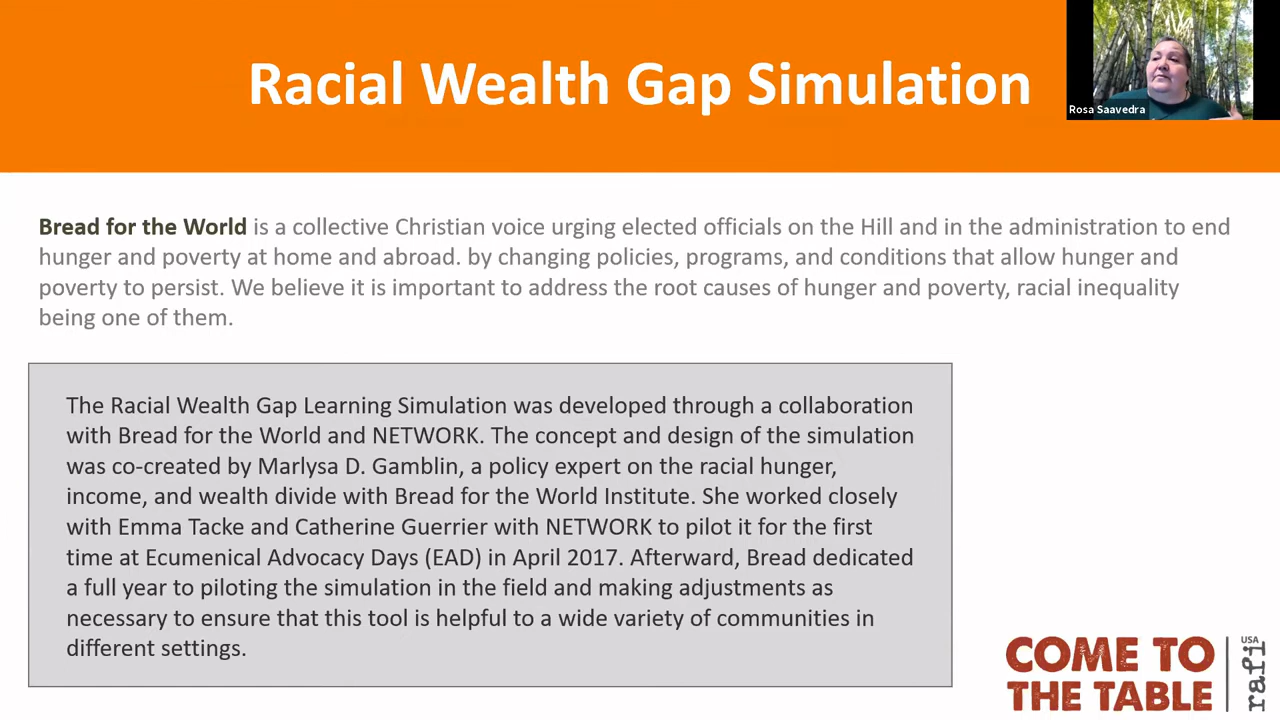 Racial Wealth Gap Simulation
Rosa Saavedra
Bread for the World is a collective Christian voice urging elected officials on the Hill and in the administration to end
hunger and poverty at home and abroad. by changing policies, programs, and conditions that allow hunger and
poverty to persist. We believe it is important to address the root causes of hunger and poverty, racial inequality
being one of them.
The Racial Wealth Gap Learning Simulation was developed through a collaboration
with Bread for the World and NETWORK. The concept and design of the simulation
was co-created by Marlysa D. Gamblin, a policy expert on the racial hunger,
income, and wealth divide with Bread for the World Institute. She worked closely
with Emma Tacke and Catherine Guerrier with NETWORK to pilot it for the first
time at Ecumenical Advocacy Days (EAD) in April 2017. Afterward, Bread dedicated
a full year to piloting the simulation in the field and making adjustments as
necessary to ensure that this tool is helpful to a wide variety of communities in
different settings.
COME TO
THE TABLE
rafi
USA